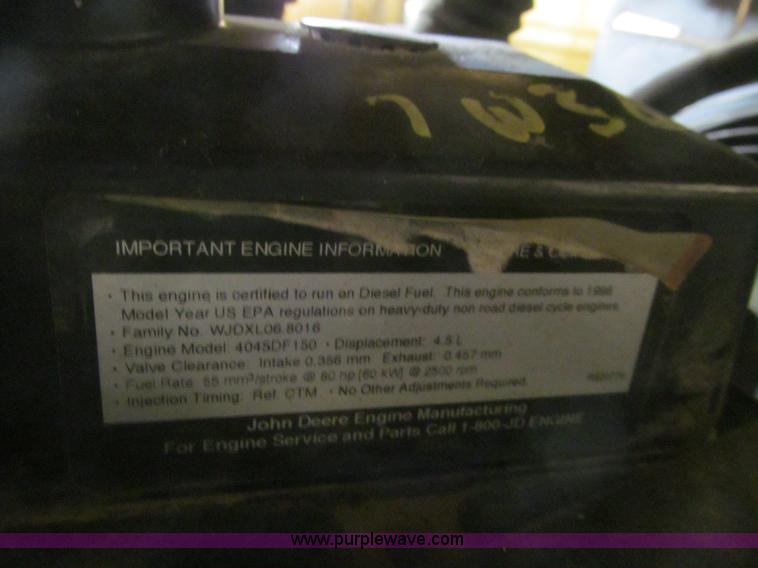 IMPORTANT ENGINE INFORMATION
· This engine is certified to run on Diesel Fuel. This engine conforms to 1998
Model Year US EPA regulations on heavy-duty non road diesel cycle engines.
· Family No. WJDXL06.8016
· Engine Model: 4045DF150 · Displacement: 4.5 L
· Valve Clearance: Intake 0.356 mm Exhaust: 0.457 mm
· Fuel Rate: 55 mm³/stroke @ 80 hp [60 kW] @ 2500 rpm
· Injection Timing: Ref. CTM · No Other Adjustments Required.
John Deere Engine Manufacturing
For Engine Service and Parts Call 1-800-JD ENGINE
www.purplewave.com